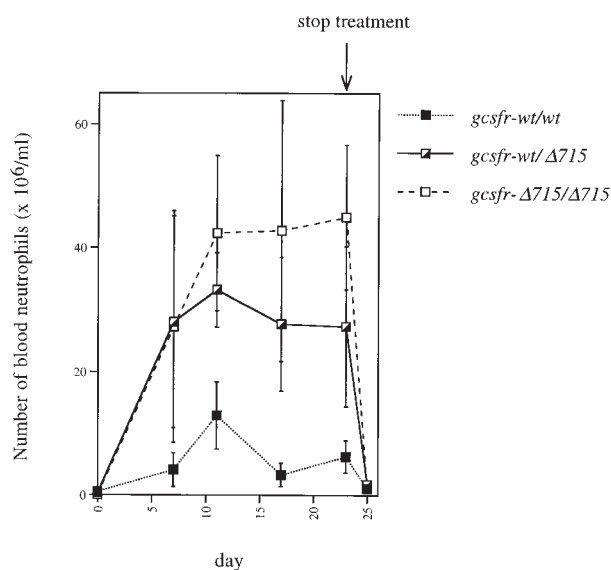 stop treatment
60
40
20
0
Number of blood neutrophils (x 10⁶/ml)
0 5 10 15 20 25
day
gcsfr-wt/wt
gcsfr-wt/Δ715
gcsfr-Δ715/Δ715